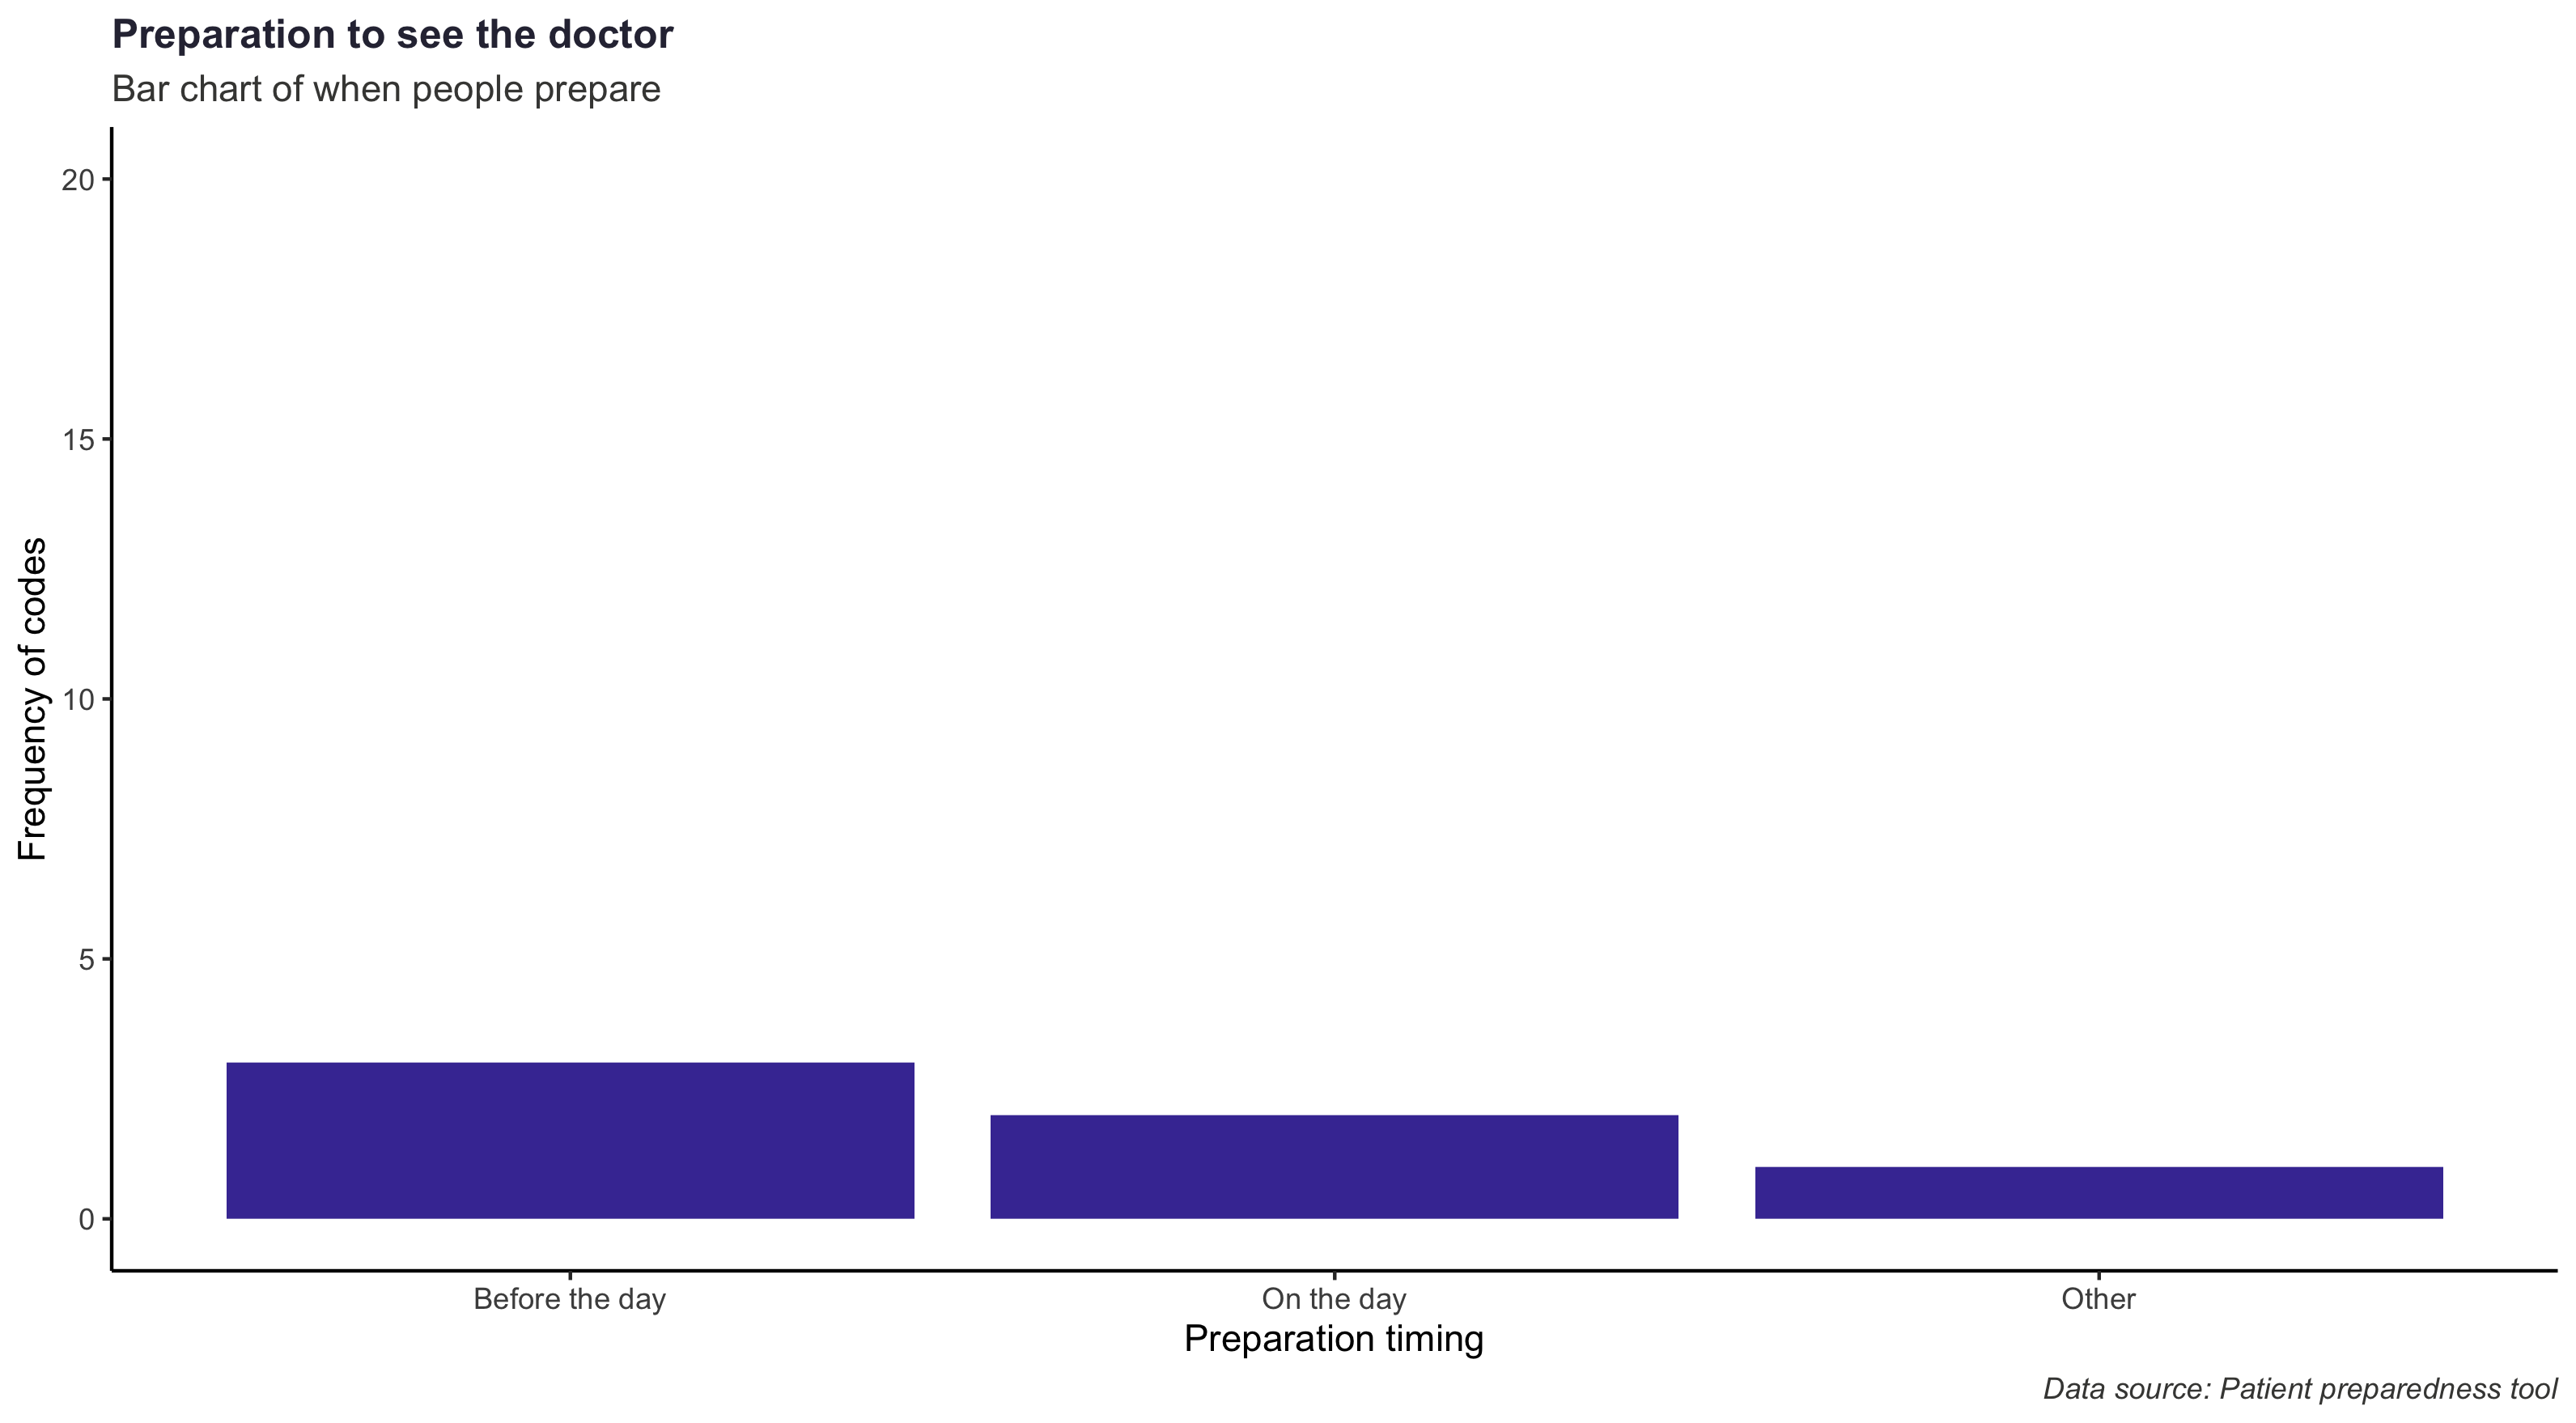 Preparation to see the doctor
Bar chart of when people prepare
20
15
10
5
0
Frequency of codes
Before the day
On the day
Other
Preparation timing
Data source: Patient preparedness tool